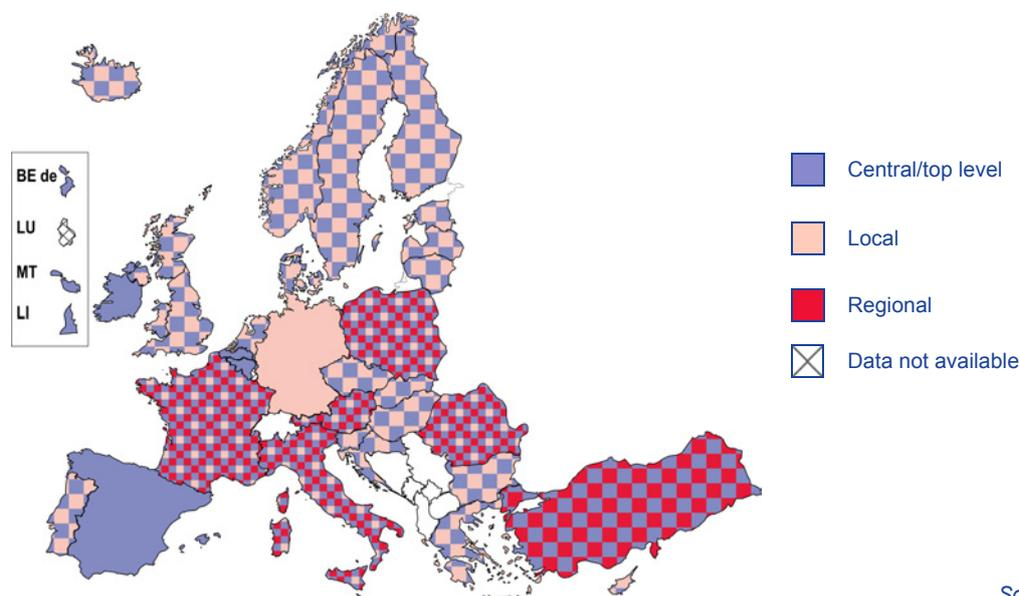 BE de
LU
MT
LI
Central/top level
Local
Regional
Data not available